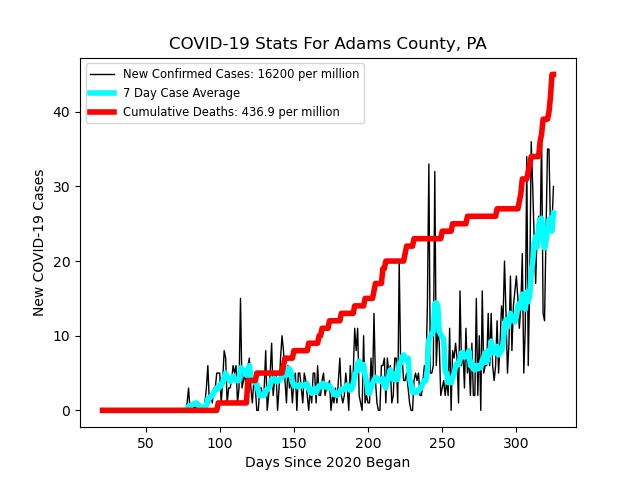 COVID-19 Stats For Adams County, PA
New Confirmed Cases: 16200 per million
7 Day Case Average
Cumulative Deaths: 436.9 per million
New COVID-19 Cases
40
30
20
10
0
50 100 150 200 250 300
Days Since 2020 Began